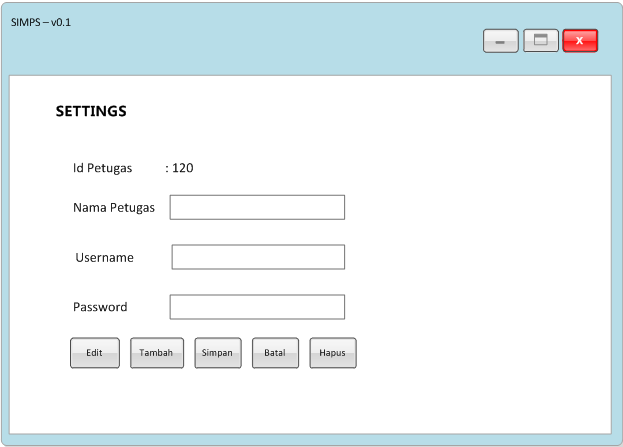 SIMPS – v0.1
SETTINGS
Id Petugas : 120
Nama Petugas
Username
Password
Edit Tambah Simpan Batal Hapus